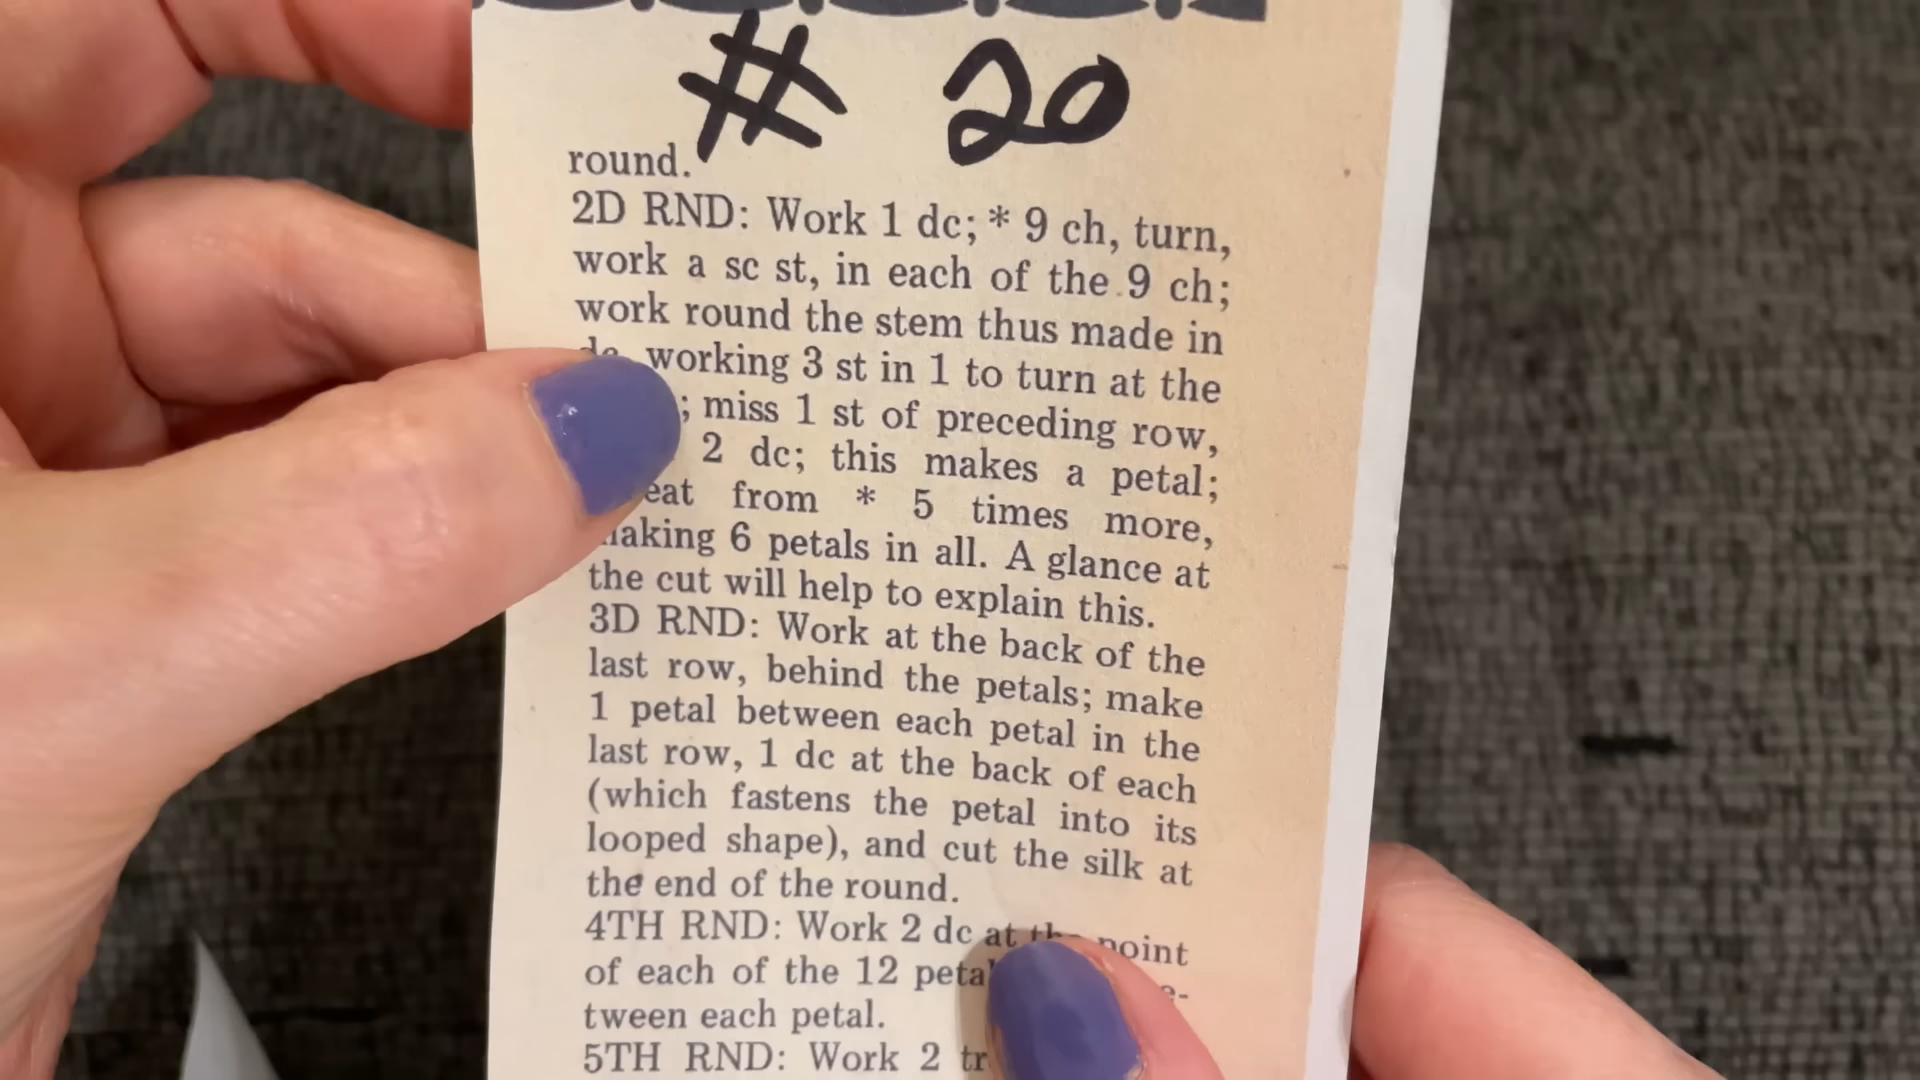 # 20
round.
2D RND: Work 1 dc; * 9 ch, turn,
work a sc st, in each of the 9 ch;
work round the stem thus made in
working 3 st in 1 to turn at the
; miss 1 st of preceding row,
2 dc; this makes a petal;
from * 5 times more,
making 6 petals in all. A glance at
the cut will help to explain this.
3D RND: Work at the back of the
last row, behind the petals; make
1 petal between each petal in the
last row, 1 dc at the back of each
(which fastens the petal into its
looped shape), and cut the silk at
the end of the round.
4TH RND: Work 2 dc at the point
of each of the 12
tween each petal.
5TH RND: Work 2